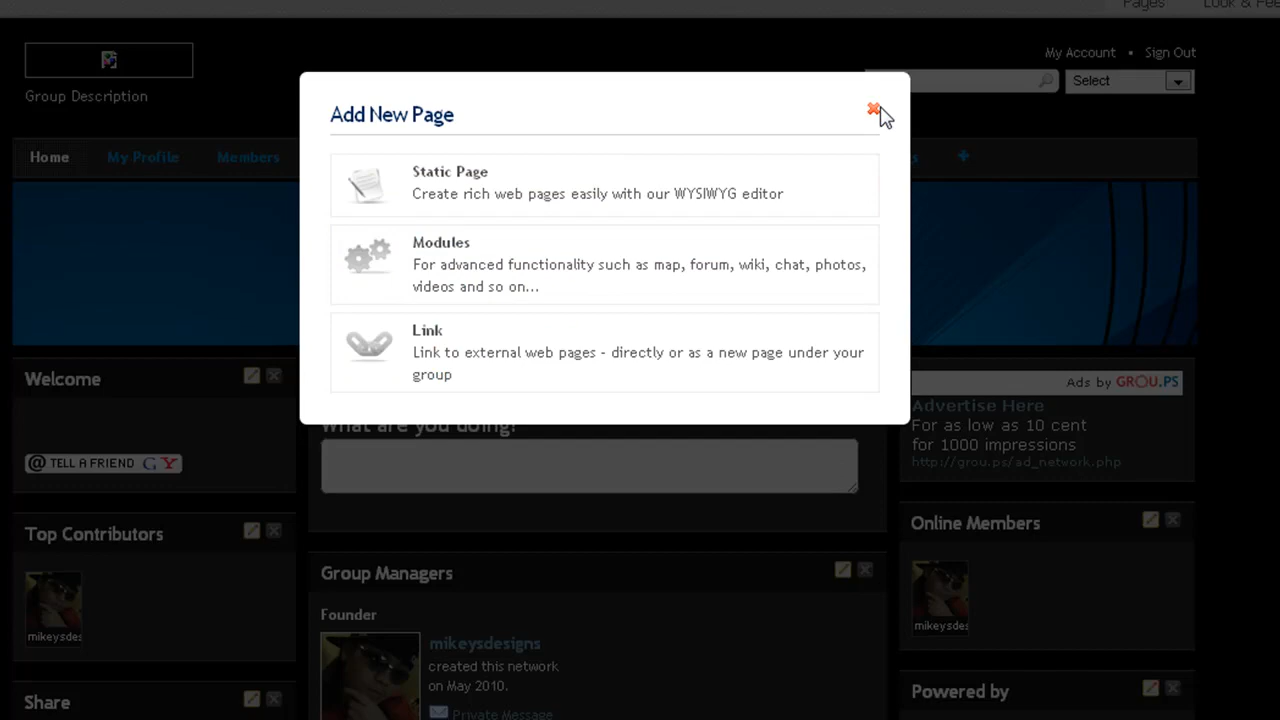 Pages
Group Description
My Account • Sign Out
Select
Add New Page
Home My Profile Members
Static Page
Create rich web pages easily with our WYSIWYG editor
Modules
For advanced functionality such as map, forum, wiki, chat, photos,
videos and so on...
Link
Link to external web pages - directly or as a new page under your
group
Welcome
@ TELL A FRIEND G Y
What are you doing?
Ads by GROU.PS
Advertise Here
For as low as 10 cent
for 1000 impressions
http://grou.ps/ad_network.php
Top Contributors
mikeysdes
Group Managers
Founder
mikeysdesigns
created this network
on May 2010.
Private Message
Online Members
mikeysdes
Share
Powered by